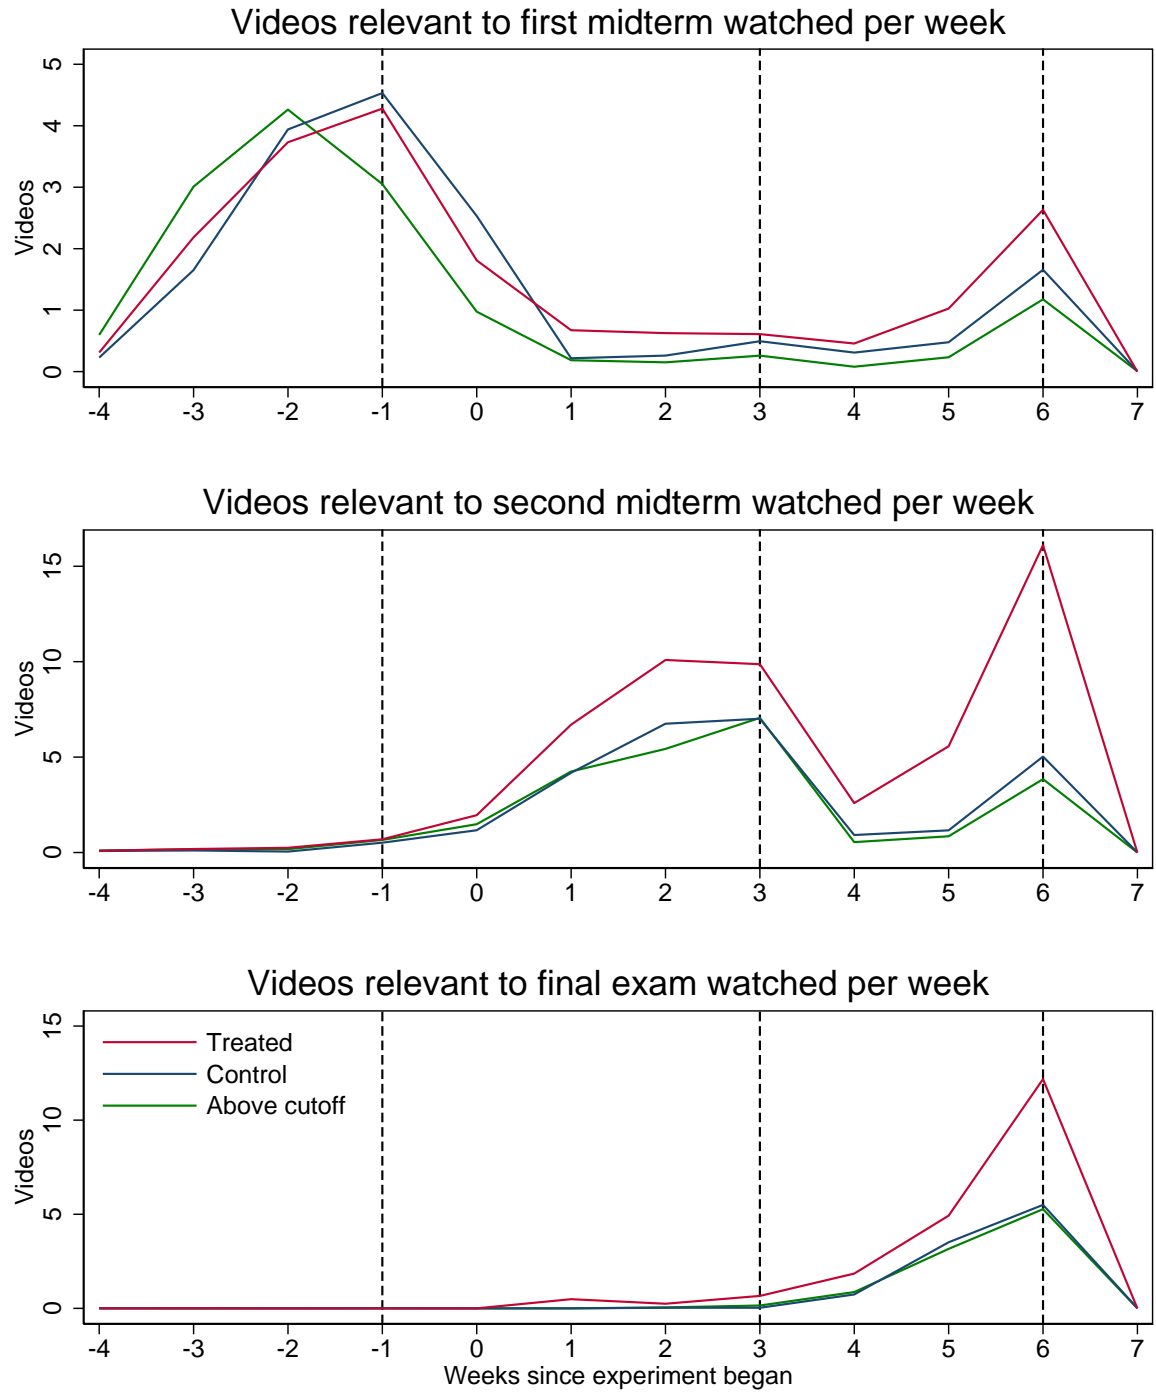 Videos relevant to first midterm watched per week
Videos
5
4
3
2
1
0
-4 -3 -2 -1 0 1 2 3 4 5 6 7
Videos relevant to second midterm watched per week
Videos
15
10
5
0
-4 -3 -2 -1 0 1 2 3 4 5 6 7
Videos relevant to final exam watched per week
Videos
15
10
5
0
Treated
Control
Above cutoff
-4 -3 -2 -1 0 1 2 3 4 5 6 7
Weeks since experiment began